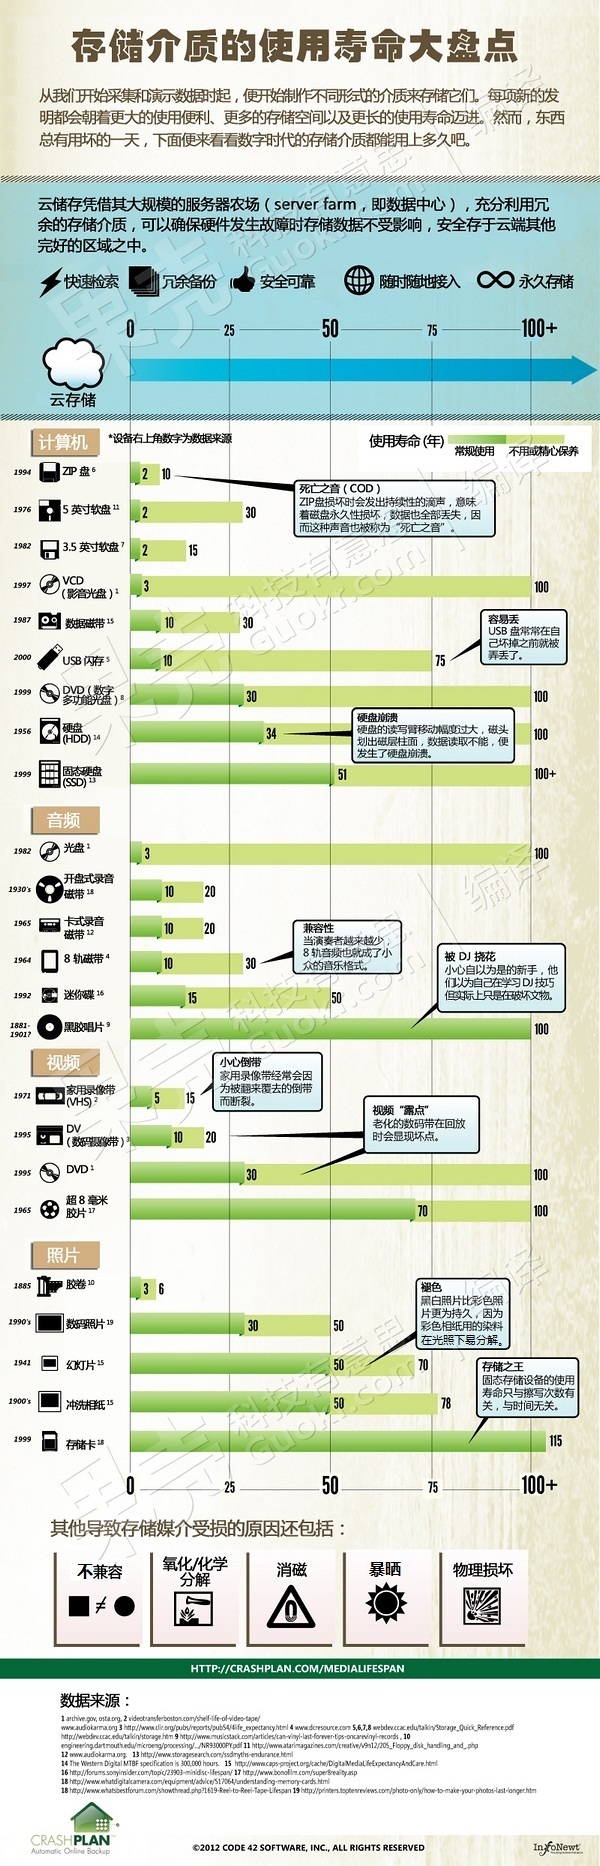 存储介质的使用寿命大盘点
从我们开始采集和演示数据时起，便开始制作不同形式的介质来存储它们。每项新的发
明都会朝着更大的使用便利、更多的存储空间以及更长的使用寿命迈进。然而，东西
总有用坏的一天，下面便来看看数字时代的存储介质都能用上多久吧。
云储存凭借其大规模的服务器农场（server farm，即数据中心），充分利用冗
余的存储介质，可以确保硬件发生故障时存储数据不受影响，安全存于云端其他
完好的区域之中。
快速检索 冗余备份 安全可靠 随时随地接入 永久存储
0 25 50 75 100+
云存储
计算机 *设备右上角数字为数据来源
使用寿命(年) 常规使用 不用或精心保养
1994 ZIP 盘 6 2 10
死亡之音（COD）
ZIP盘损坏时会发出持续性的滴声，意味
着磁盘永久性损坏，数据也全部丢失，因
而这种声音也被称为“死亡之音”。
1976 5 英寸软盘 11 2 30
1982 3.5 英寸软盘 7 2 15
1997 VCD
（影音光盘）1 3 100
1987 数据磁带 15 10 30
容易丢
USB 盘常常在自
己坏掉之前就被
弄丢了。
2000 USB 闪存 5 10 75
1999 DVD（数字
多功能光盘）8 30 100
1956 硬盘
(HDD) 14 34 100
硬盘崩溃
硬盘的读写臂移动幅度过大，磁头
划出磁层柱面，数据读取不能，便
发生了硬盘崩溃。
1999 固态硬盘
(SSD) 13 51 100+
音频
1982 光盘 1 3 100
1930's 开盘式录音
磁带 18 10 20
1965 卡式录音
磁带 12 10 20
1964 8 轨磁带 4 10 30
兼容性
当演奏者越来越少，
8 轨音频也就成了小
众的音乐格式。
被 DJ 挠花
小心自以为是的新手，他
们以为自己在学习 DJ 技巧
但实际上只是在破坏文物。
1992 迷你碟 16 15 50
1881-
1901? 黑胶唱片 9 100
视频
小心倒带
家用录像带经常会因
为被翻来覆去的倒带
而断裂。
1971 家用录像带
(VHS) 2 5 15
1995 DV
（数码摄像带）3 10 20
视频“露点”
老化的数码带在回放
时会显现坏点。
1995 DVD 1 30 100
1965 超 8 毫米
胶片 17 70 100
照片
1885 胶卷 10 3 6
1990's 数码照片 19 30 50
褪色
黑白照片比彩色照
片更为持久，因为
彩色相纸用的染料
在光照下易分解。
1941 幻灯片 15 50 70
1900's 冲洗相纸 15 50 78
存储之王
固态存储设备的使用
寿命只与擦写次数有
关，与时间无关。
1999 存储卡 18 115
0 25 50 75 100+
其他导致存储媒介受损的原因还包括：
不兼容 氧化/化学
分解 消磁 暴晒 物理损坏
HTTP://CRASHPLAN.COM/MEDIALIFESPAN
数据来源：
1 archive.gov, osta.org, 2 videotransferboston.com/shelf-life-of-video-tape/
www.audiokarma.org 3 http://www.clir.org/pubs/reports/pub54/4life_expectancy.html 4 www.dcresource.com 5,6,7,8 webdev.ccac.edu/talkin/Storage_Quick_Reference.pdf
http://webdev.ccac.edu/talkin/storage.htm 9 http://www.musicstack.com/articles/can-vinyl-last-forever-tips-oncarevinyl-records , 10
engineering.dartmouth.edu/microeng/processing/../NR93000PY.pdf 11 http://www.atarimagazines.com/creative/v9n12/205_Floppy_disk_handling_and_.php
12 www.audiokarma.org. 13 http://www.storagesearch.com/ssdmyths-endurance.html
14 The Western Digital MTBF specification is 300,000 hours. 15 http://www.caps-project.org/cache/DigitalMediaLifeExpectancyAndCare.html
16 http://forums.sonyinsider.com/topic/23903-minidisc-lifespan/ 17 http://www.bonofilm.com/super8reality.asp
18 http://www.whatdigitalcamera.com/equipment/advice/517064/understanding-memory-cards.html
18 http://www.whatsbestforum.com/showthread.php?1619-Reel-to-Reel-Tape-Lifespan 19 http://printers.toptenreviews.com/photo-only/how-to-make-your-photos-last-longer.htm
CRASHPLAN
Automatic Online Backup
©2012 CODE 42 SOFTWARE, INC., ALL RIGHTS RESERVED
InfoNewt
果壳 科技有意思 Guokr.com 编译